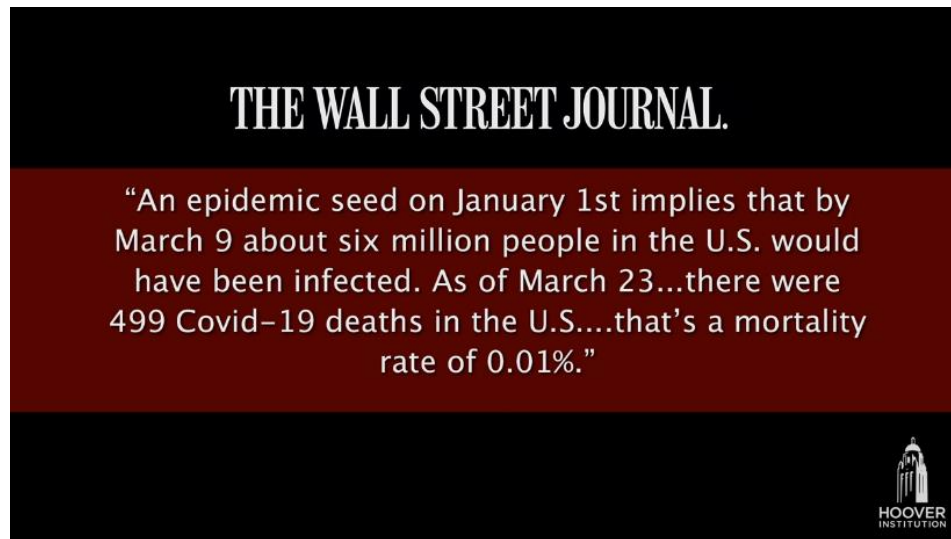 THE WALL STREET JOURNAL.
“An epidemic seed on January 1st implies that by
March 9 about six million people in the U.S. would
have been infected. As of March 23...there were
499 Covid-19 deaths in the U.S....that’s a mortality
rate of 0.01%.”
HOOVER
INSTITUTION